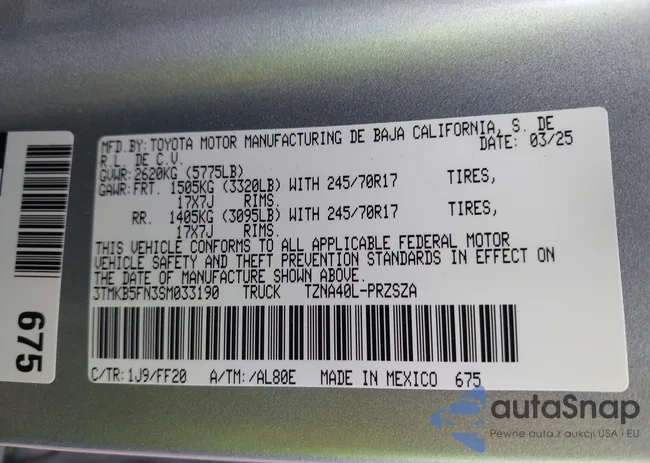 MFD.BY: TOYOTA MOTOR MANUFACTURING DE BAJA CALIFORNIA, S. DE
R.L. DE C.V. DATE: 03/25
GVWR: 2620KG (5775LB)
GAWR: FRT. 1505KG (3320LB) WITH 245/70R17 TIRES,
17X7J RIMS.
RR. 1405KG (3095LB) WITH 245/70R17 TIRES,
17X7J RIMS.
THIS VEHICLE CONFORMS TO ALL APPLICABLE FEDERAL MOTOR
VEHICLE SAFETY AND THEFT PREVENTION STANDARDS IN EFFECT ON
THE DATE OF MANUFACTURE SHOWN ABOVE.
3TMKB5FN3SM033190 TRUCK TZNA40L-PRZSZA
C/TR: 1J9/FF20 A/TM: /AL80E MADE IN MEXICO 675
675
autaSnap
Pewne auta z aukcji USA i EU